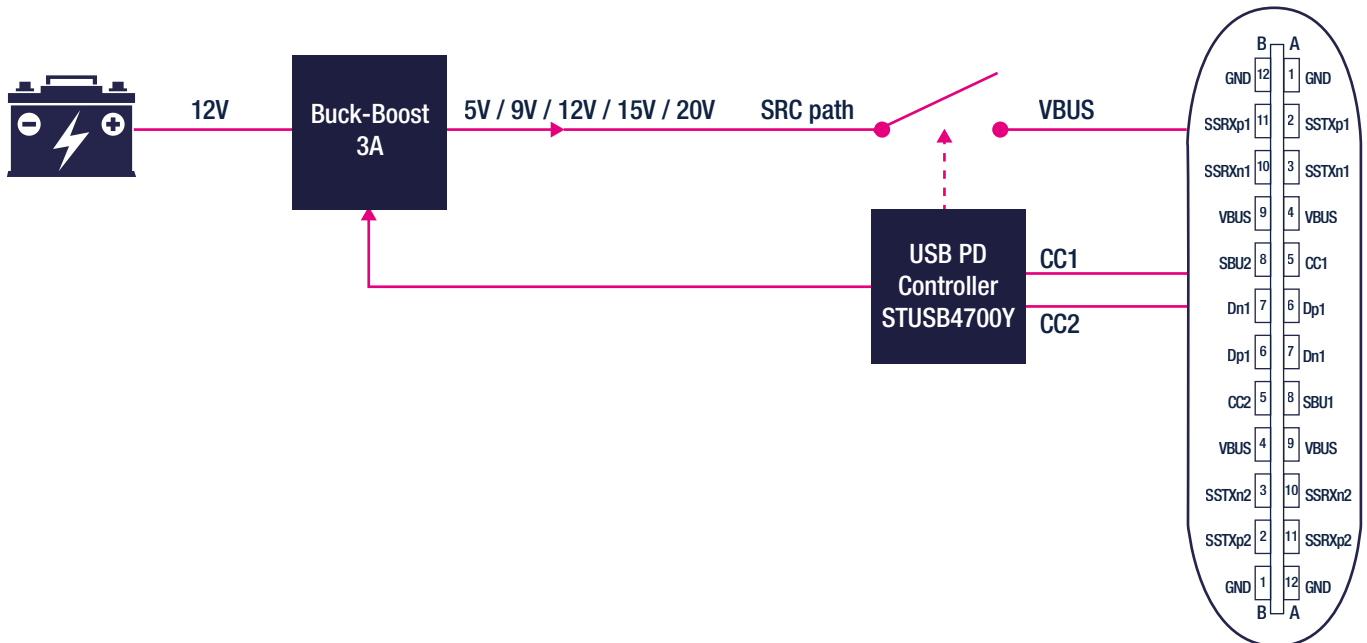 12V
Buck-Boost
3A
5V / 9V / 12V / 15V / 20V
SRC path
VBUS
USB PD
Controller
STUSB4700Y
CC1
CC2
B A
GND 12 1 GND
SSRXp1 11 2 SSTXp1
SSRXn1 10 3 SSTXn1
VBUS 9 4 VBUS
SBU2 8 5 CC1
Dn1 7 6 Dp1
Dp1 6 7 Dn1
CC2 5 8 SBU1
VBUS 4 9 VBUS
SSTXn2 3 10 SSRXn2
SSTXp2 2 11 SSRXp2
GND 1 12 GND
B A